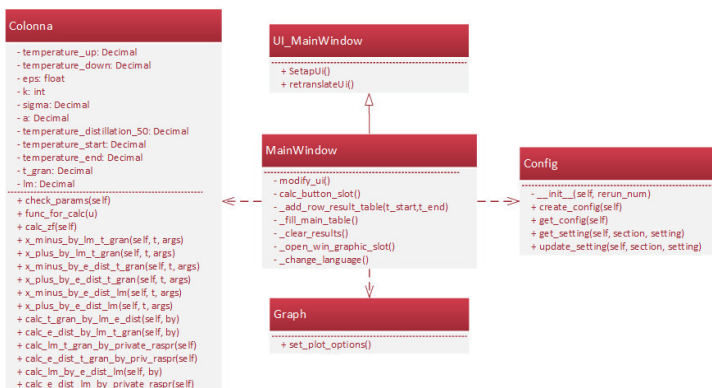 Colonna
- temperature_up: Decimal
- temperature_down: Decimal
- eps: float
- k: int
- sigma: Decimal
- a: Decimal
- temperature_distillation_50: Decimal
- temperature_start: Decimal
- temperature_end: Decimal
- t_gran: Decimal
- lm: Decimal
+ check_params(self)
+ func_for_calc(u)
+ calc_zf(self)
+ x_minus_by_lm_t_gran(self, t, args)
+ x_plus_by_lm_t_gran(self, t, args)
+ x_minus_by_e_dist_t_gran(self, t, args)
+ x_plus_by_e_dist_t_gran(self, t, args)
+ x_minus_by_e_dist_lm(self, t, args)
+ x_plus_by_e_dist_lm(self, t, args)
+ calc_t_gran_by_lm_e_dist(self, by)
+ calc_e_dist_by_lm_t_gran(self, by)
+ calc_lm_t_gran_by_private_raspr(self)
+ calc_e_dist_t_gran_by_priv_raspr(self)
+ calc_lm_by_e_dist_lm(self, by)
+ calc_e_dist_lm_by_private_raspr(self)
UI_MainWindow
+ SetapUi()
+ retranslateUi()
MainWindow
- modify_ui()
- calc_button_slot()
- _add_row_result_table(t_start,t_end)
- _fill_main_table()
- _clear_results()
- _open_win_graphic_slot()
- _change_language()
Graph
+ set_plot_options()
Config
- __init__(self, rerun_num)
+ create_config(self)
+ get_config(self)
+ get_setting(self, section, setting)
+ update_setting(self, section, setting)